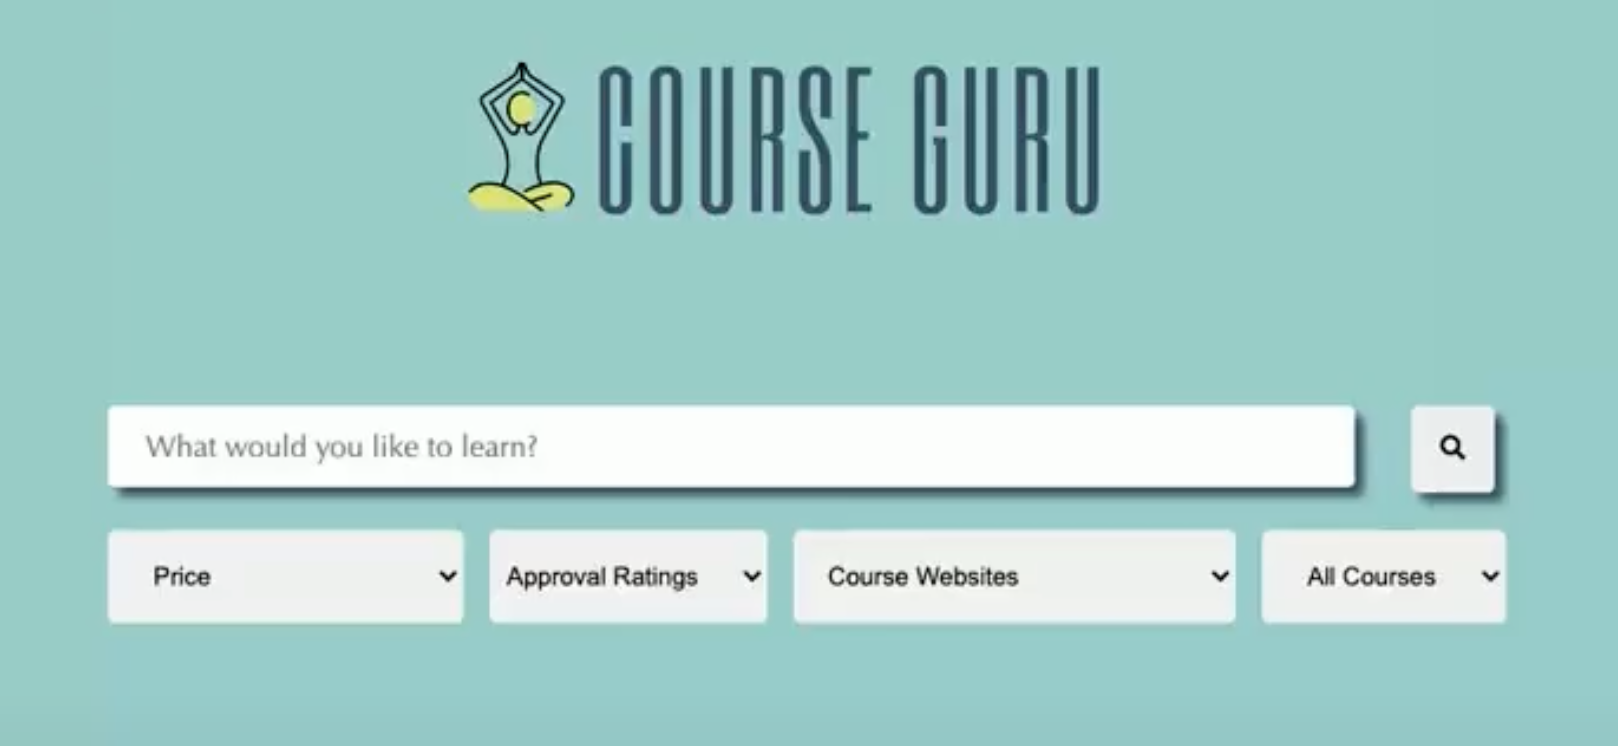 COURSE GURU
What would you like to learn?
Price Approval Ratings Course Websites All Courses